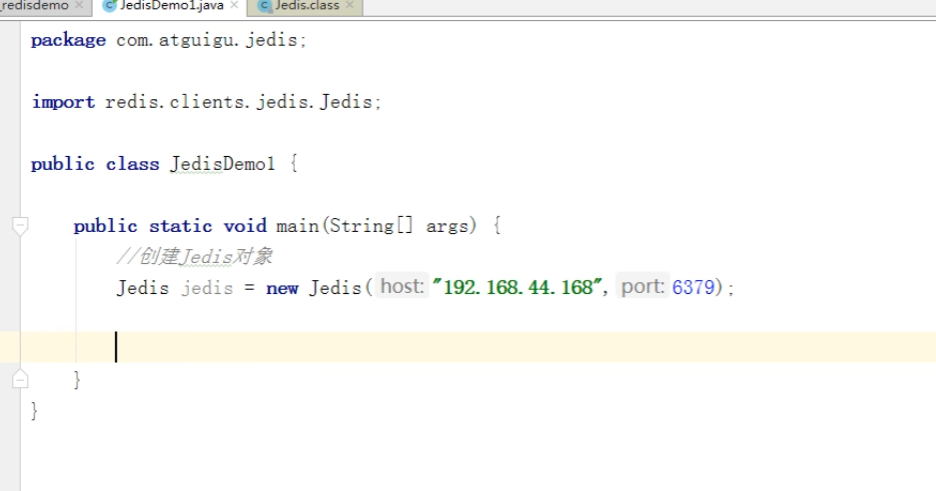 redisdemo JedisDemo1.java Jedis.class
package com.atguigu.jedis;
import redis.clients.jedis.Jedis;
public class JedisDemo1 {
public static void main(String[] args) {
//创建Jedis对象
Jedis jedis = new Jedis( host: "192.168.44.168", port: 6379);
}
}